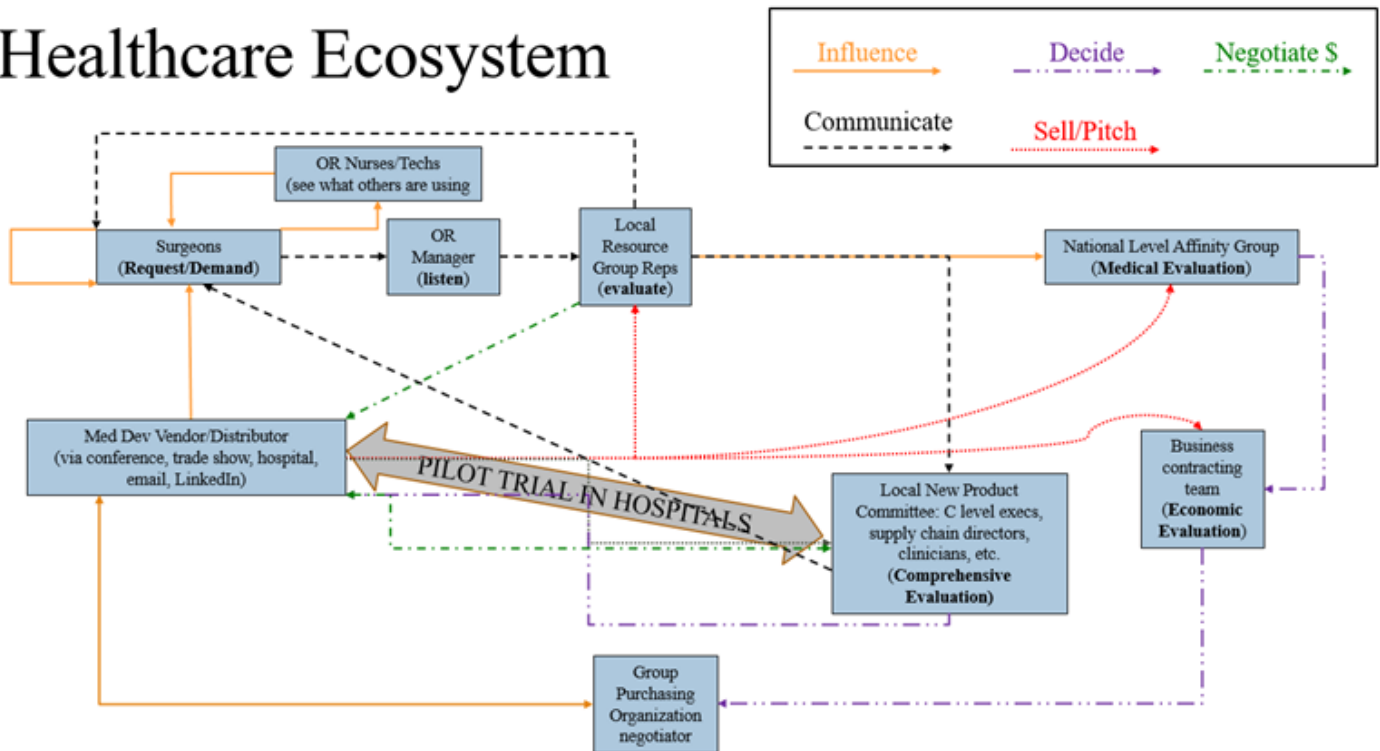 Healthcare Ecosystem
Influence
Decide
Negotiate $
Communicate
Sell/Pitch
OR Nurses/Techs
(see what others are using
Surgeons
(Request/Demand)
OR
Manager
(listen)
Local
Resource
Group Reps
(evaluate)
National Level Affinity Group
(Medical Evaluation)
Med Dev Vendor/Distributor
(via conference, trade show, hospital,
email, LinkedIn)
PILOT TRIAL IN HOSPITALS
Local New Product
Committee: C level execs,
supply chain directors,
clinicians, etc.
(Comprehensive
Evaluation)
Business
contracting
team
(Economic
Evaluation)
Group
Purchasing
Organization
negotiator